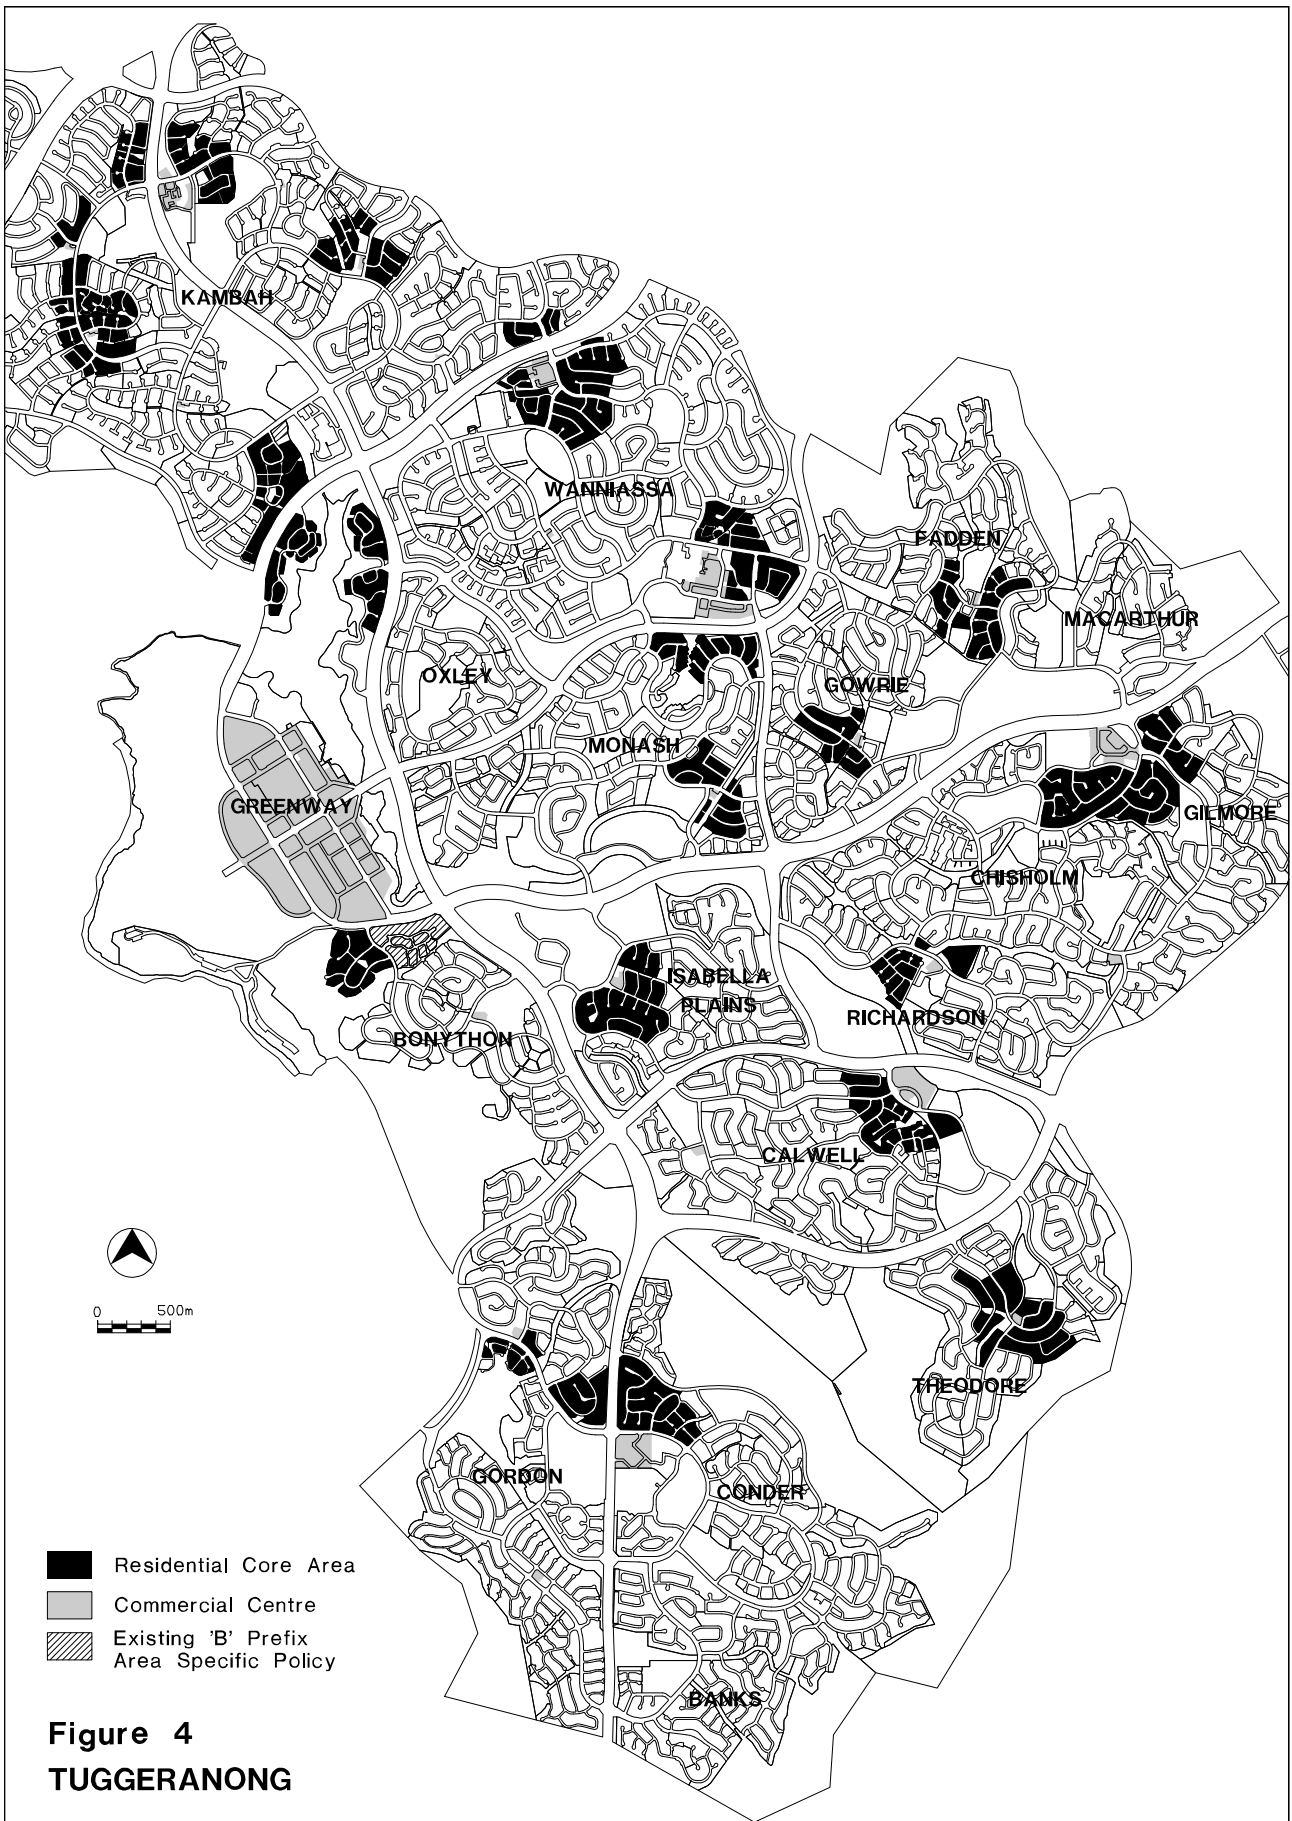 KAMBAH
WANNIASSA
FADDEN
MACARTHUR
OXLEY
GOWRIE
MONASH
GREENWAY
GILMORE
CHISHOLM
ISABELLA
PLAINS
RICHARDSON
BONYTHON
CALWELL
0 500m
THEODORE
GORDON
CONDER
BANKS
Residential Core Area
Commercial Centre
Existing 'B' Prefix
Area Specific Policy
Figure 4
TUGGERANONG